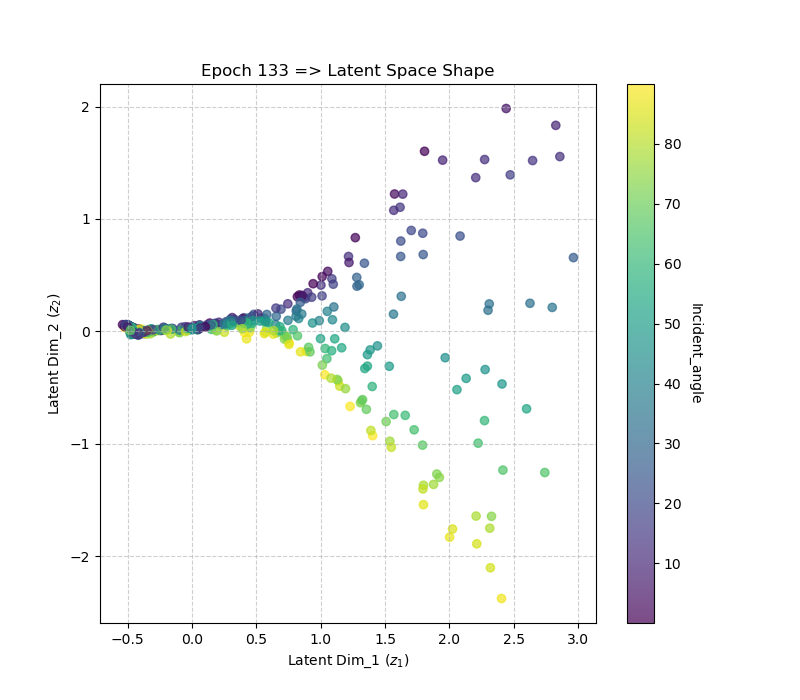 Epoch 133 => Latent Space Shape
2
1
0
−1
−2
Latent Dim_2 (z₂)
−0.5 0.0 0.5 1.0 1.5 2.0 2.5 3.0
Latent Dim_1 (z₁)
80
70
60
50
40
30
20
10
Incident_angle